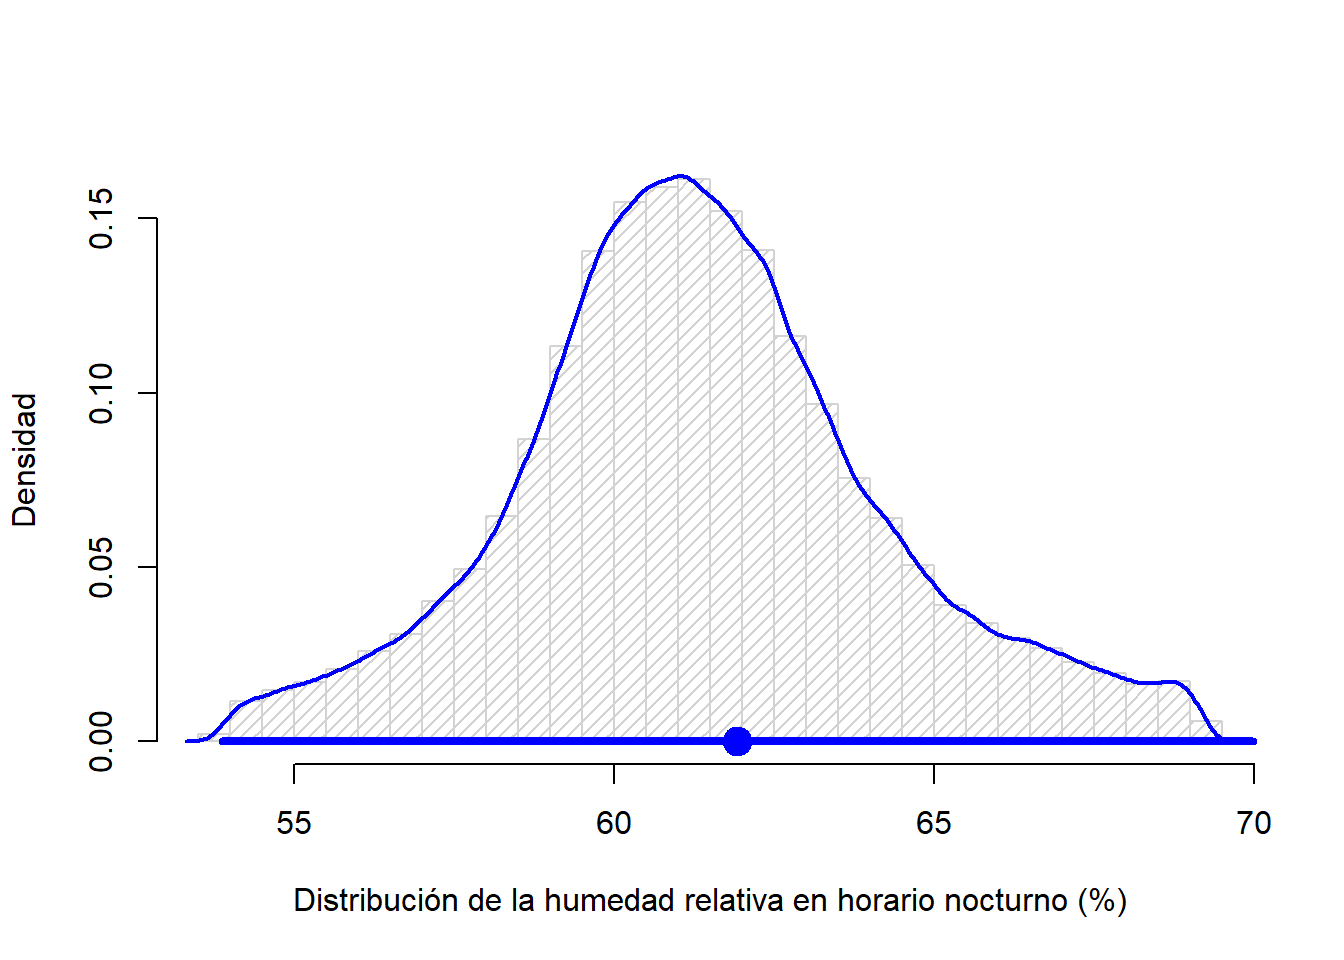 Densidad
0.15
0.10
0.05
0.00
55 60 65 70
Distribución de la humedad relativa en horario nocturno (%)